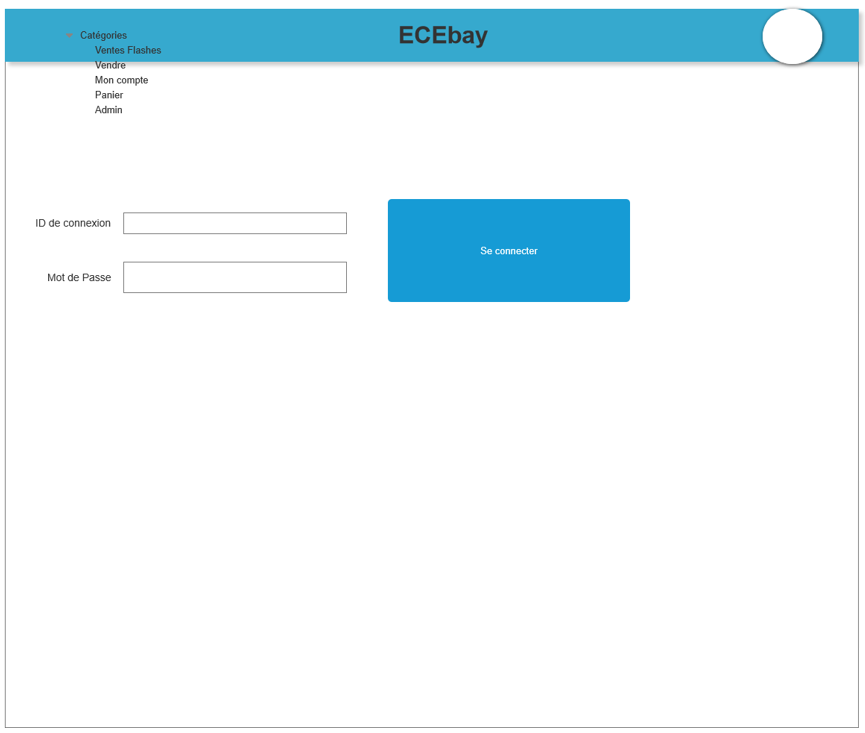 Catégories
ECEbay
Ventes Flashes
Vendre
Mon compte
Panier
Admin
ID de connexion
Se connecter
Mot de Passe